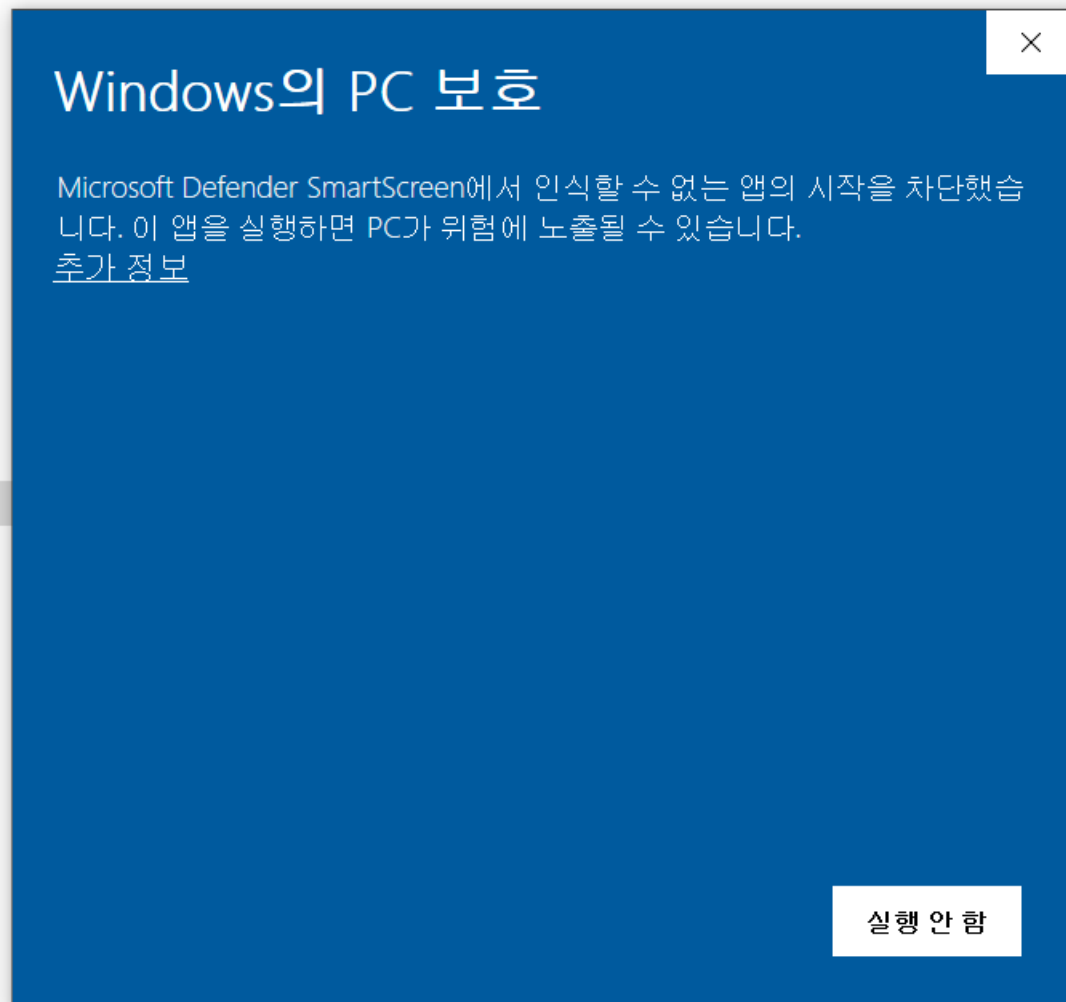 Windows의 PC 보호
Microsoft Defender SmartScreen에서 인식할 수 없는 앱의 시작을 차단했습
니다. 이 앱을 실행하면 PC가 위험에 노출될 수 있습니다.
추가 정보
실행 안 함